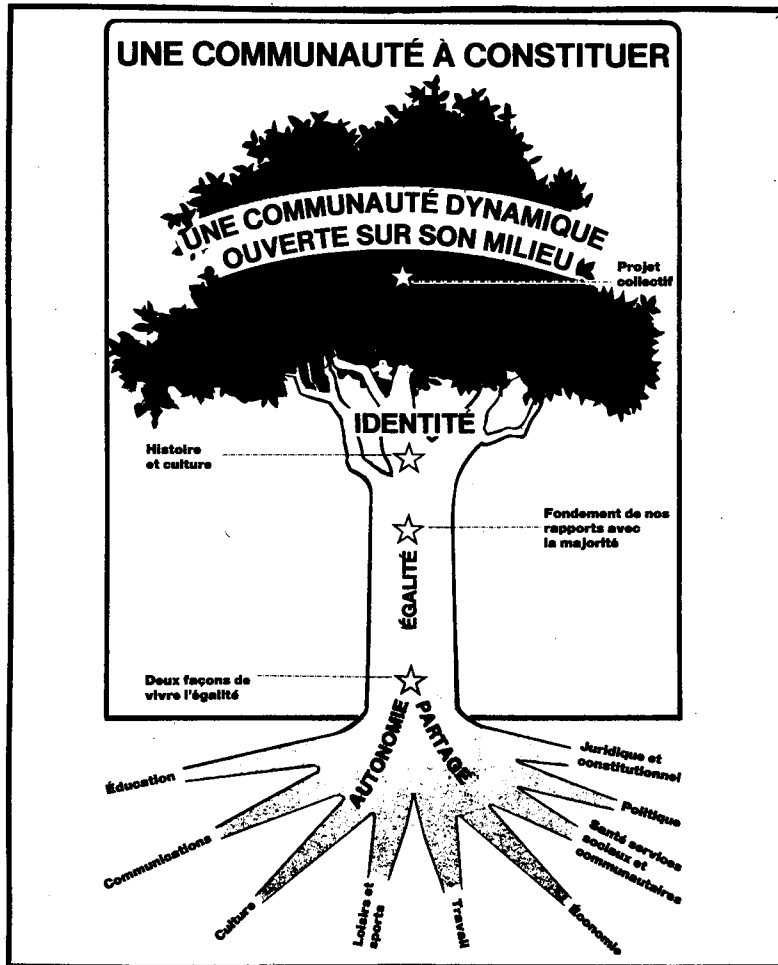 UNE COMMUNAUTÉ À CONSTITUER
UNE COMMUNAUTÉ DYNAMIQUE
OUVERTE SUR SON MILIEU
Projet
collectif
IDENTITÉ
Histoire
et culture
Fondement de nos
rapports avec
la majorité
ÉGALITÉ
Deux façons de
vivre l'égalité
AUTONOMIE
PARTAGÉ
Éducation
Communications
Culture
Loisirs et
sports
Travail
Économie
Santé services
sociaux et
communautaires
Politique
Juridique et
constitutionnel